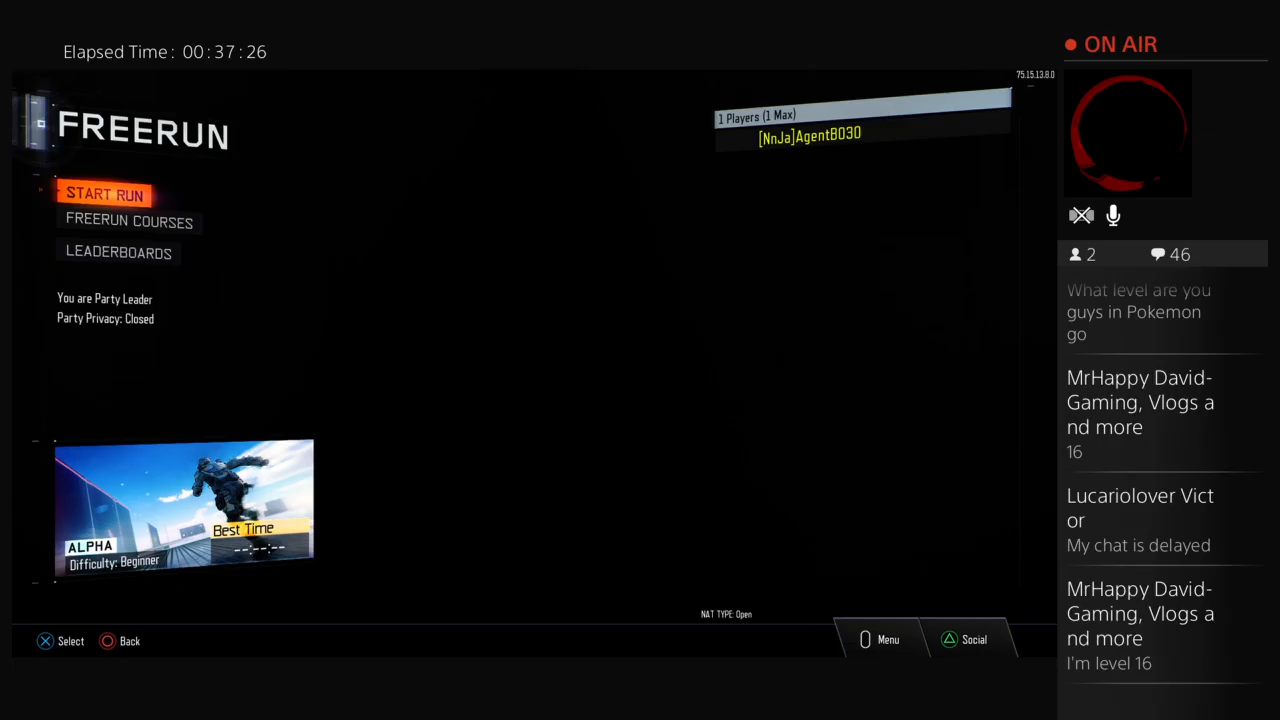 Elapsed Time: 00:37:26
ON AIR
75.15.13.8.0
FREERUN
1 Players (1 Max)
[NnJa]AgentBO30
START RUN
FREERUN COURSES
LEADERBOARDS
You are Party Leader
Party Privacy: Closed
Best Time
--:--:--
ALPHA
Difficulty: Beginner
NAT TYPE: Open
Select
Back
Menu
Social
2
46
What level are you
guys in Pokemon
go
MrHappy David-
Gaming, Vlogs a
nd more
16
Lucariolover Vict
or
My chat is delayed
MrHappy David-
Gaming, Vlogs a
nd more
I'm level 16